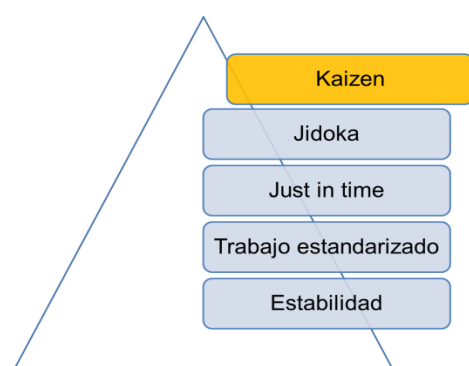 Kaizen
Jidoka
Just in time
Trabajo estandarizado
Estabilidad